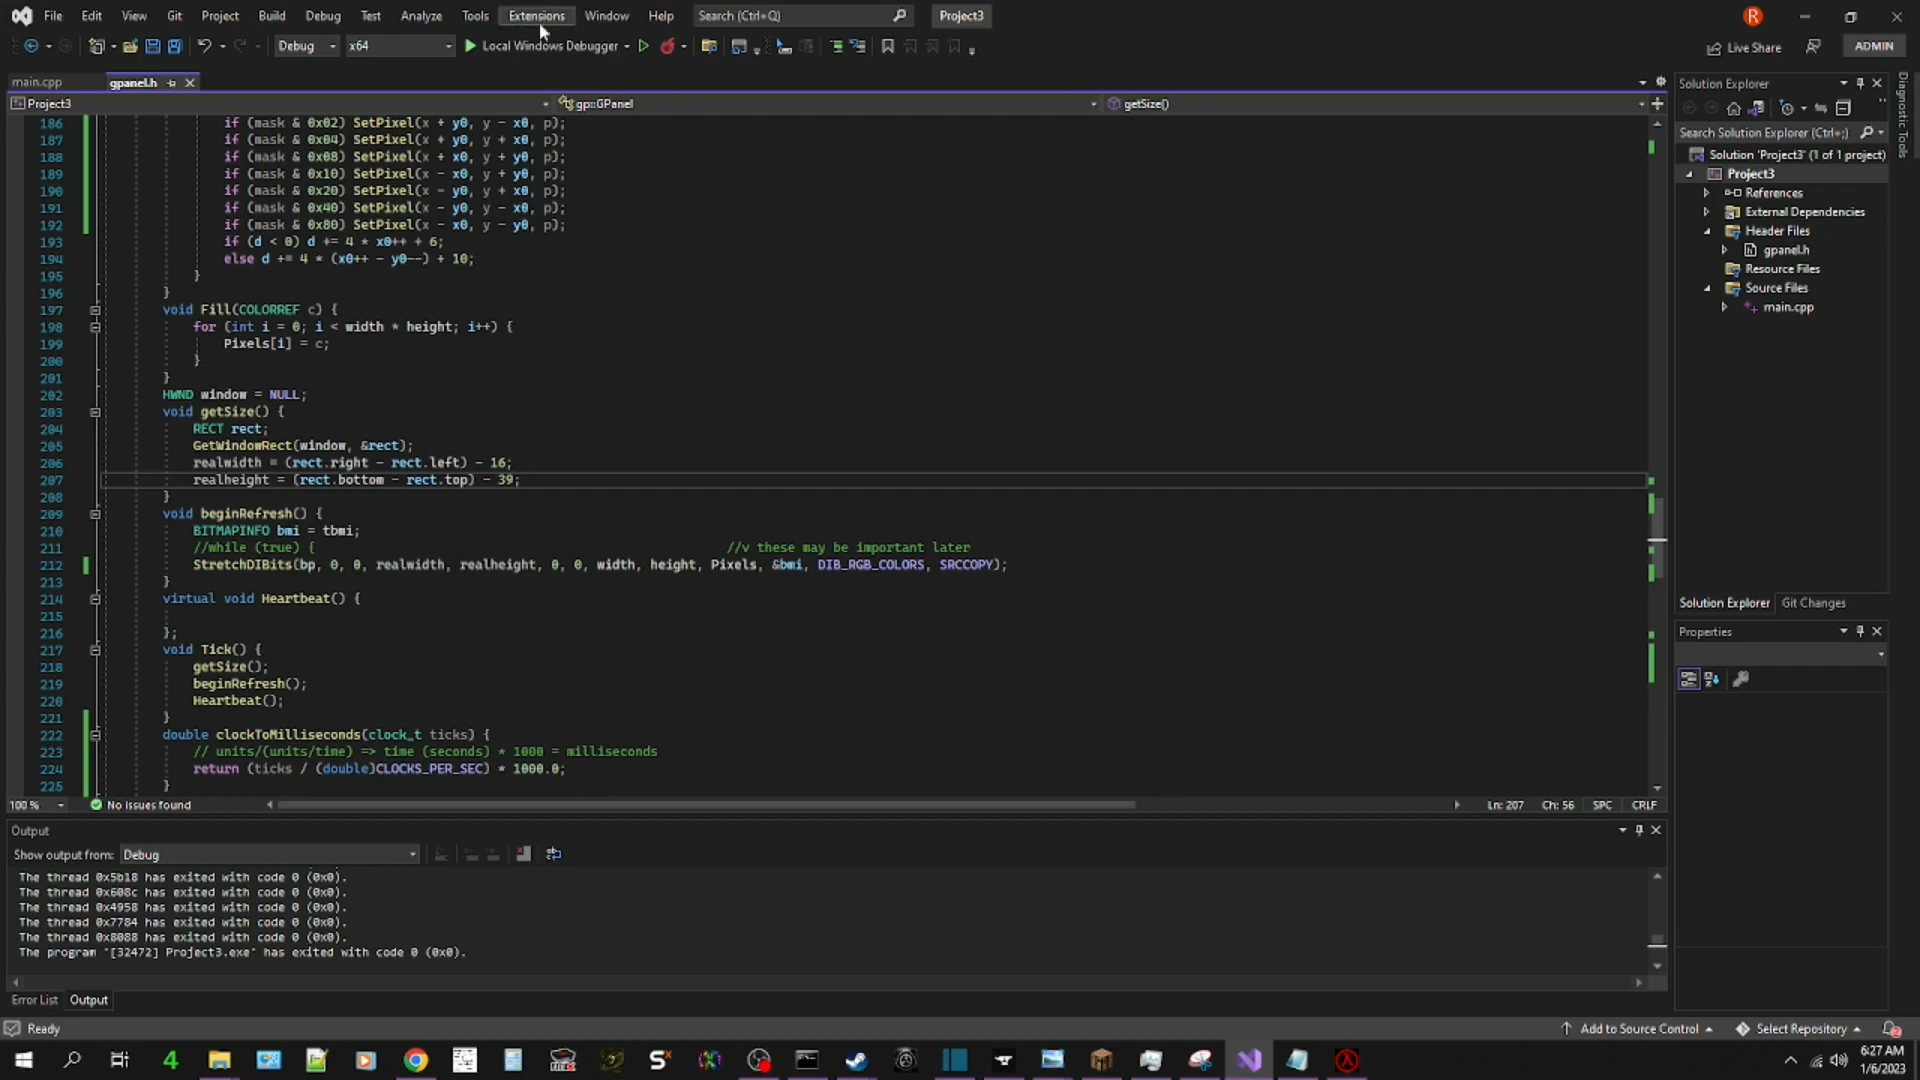 File Edit View Git Project Build Debug Test Analyze Tools Extensions Window Help Search (Ctrl+Q) Project3 R
Debug x64 Local Windows Debugger Live Share ADMIN
main.cpp gpanel.h
Project3 gp::GPanel getSize()
186 if (mask & 0x02) SetPixel(x + y0, y - x0, p);
187 if (mask & 0x04) SetPixel(x + y0, y + x0, p);
188 if (mask & 0x08) SetPixel(x + x0, y + y0, p);
189 if (mask & 0x10) SetPixel(x - x0, y + y0, p);
190 if (mask & 0x20) SetPixel(x - y0, y + x0, p);
191 if (mask & 0x40) SetPixel(x - y0, y - x0, p);
192 if (mask & 0x80) SetPixel(x - x0, y - y0, p);
193 if (d < 0) d += 4 * x0++ + 6;
194 else d += 4 * (x0++ - y0--) + 10;
195 }
196 }
197 void Fill(COLORREF c) {
198 for (int i = 0; i < width * height; i++) {
199 Pixels[i] = c;
200 }
201 }
202 HWND window = NULL;
203 void getSize() {
204 RECT rect;
205 GetWindowRect(window, &rect);
206 realwidth = (rect.right - rect.left) - 16;
207 realheight = (rect.bottom - rect.top) - 39;
208 }
209 void beginRefresh() {
210 BITMAPINFO bmi = tbmi;
211 //while (true) { //v these may be important later
212 StretchDIBits(bp, 0, 0, realwidth, realheight, 0, 0, width, height, Pixels, &bmi, DIB_RGB_COLORS, SRCCOPY);
213 }
214 virtual void Heartbeat() {
215
216 };
217 void Tick() {
218 getSize();
219 beginRefresh();
220 Heartbeat();
221 }
222 double clockToMilliseconds(clock_t ticks) {
223 // units/(units/time) => time (seconds) * 1000 = milliseconds
224 return (ticks / (double)CLOCKS_PER_SEC) * 1000.0;
225 }
100 % No issues found Ln: 207 Ch: 56 SPC CRLF
Output
Show output from: Debug
The thread 0x5b18 has exited with code 0 (0x0).
The thread 0x608c has exited with code 0 (0x0).
The thread 0x4958 has exited with code 0 (0x0).
The thread 0x7784 has exited with code 0 (0x0).
The thread 0x8088 has exited with code 0 (0x0).
The program '[32472] Project3.exe' has exited with code 0 (0x0).
Error List Output
Solution Explorer
Search Solution Explorer (Ctrl+;)
Solution 'Project3' (1 of 1 project)
Project3
References
External Dependencies
Header Files
gpanel.h
Resource Files
Source Files
main.cpp
Solution Explorer Git Changes
Properties
Diagnostic Tools
Ready Add to Source Control Select Repository 2
6:27 AM
1/6/2023